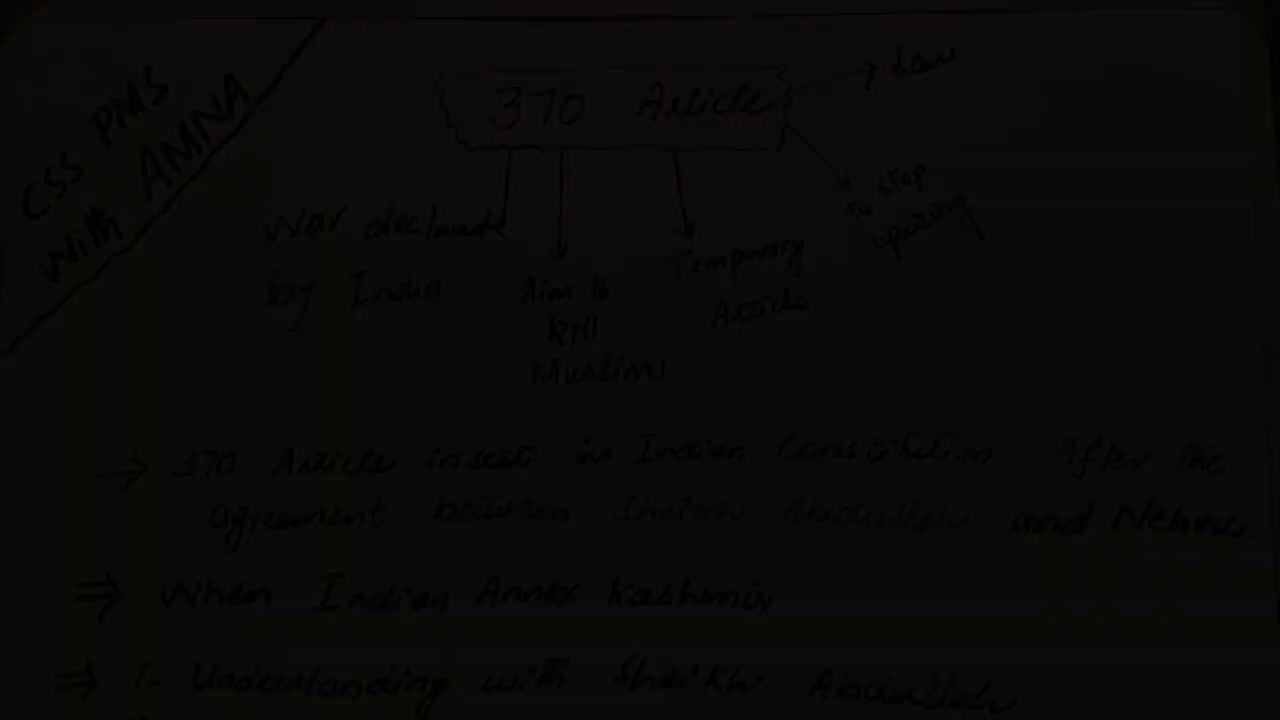 CSS PMS
with AMNA
370 Article
→ Law
to stop
uprising
War declared
by India
Aim to
kill
Muslims
Temporary
Article
⇒ 370 Article insert in Indian Constitution After the
agreement between Sheikh Abdullah and Nehru.
⇒ When Indian Annex Kashmir
⇒ 1. Understanding with Sheikh Abdullah